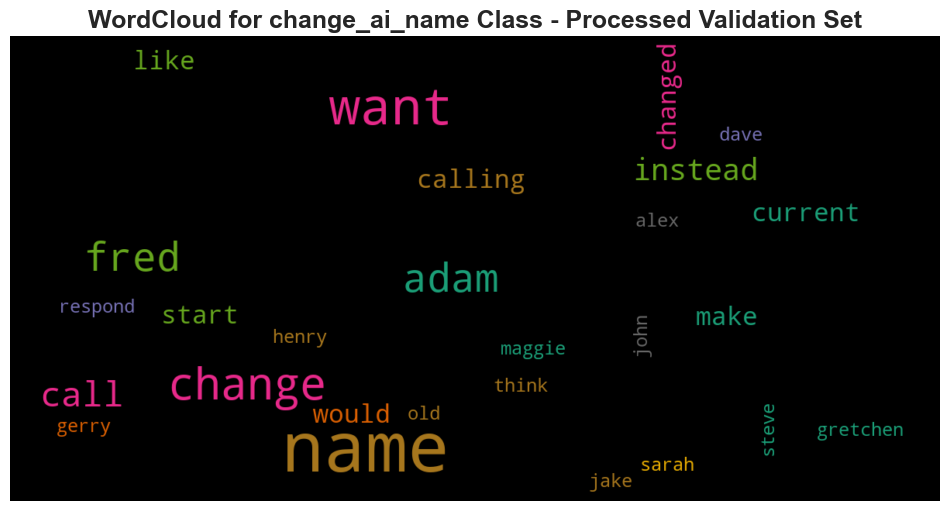 WordCloud for change_ai_name Class - Processed Validation Set
like
want
changed
dave
calling
instead
alex
current
fred
adam
respond
start
henry
maggie
john
make
call
change
think
gerry
would
old
name
steve
gretchen
sarah
jake